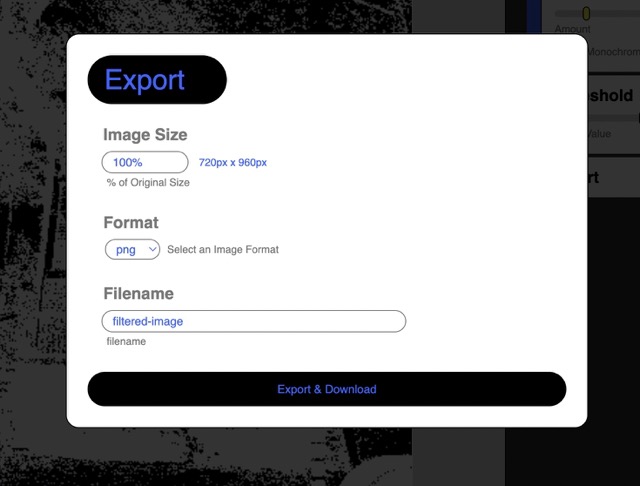 Export
Image Size
100%
720px x 960px
% of Original Size
Format
png
Select an Image Format
Filename
filtered-image
filename
Export & Download
Amount
Monochrom
shold
Value
rt